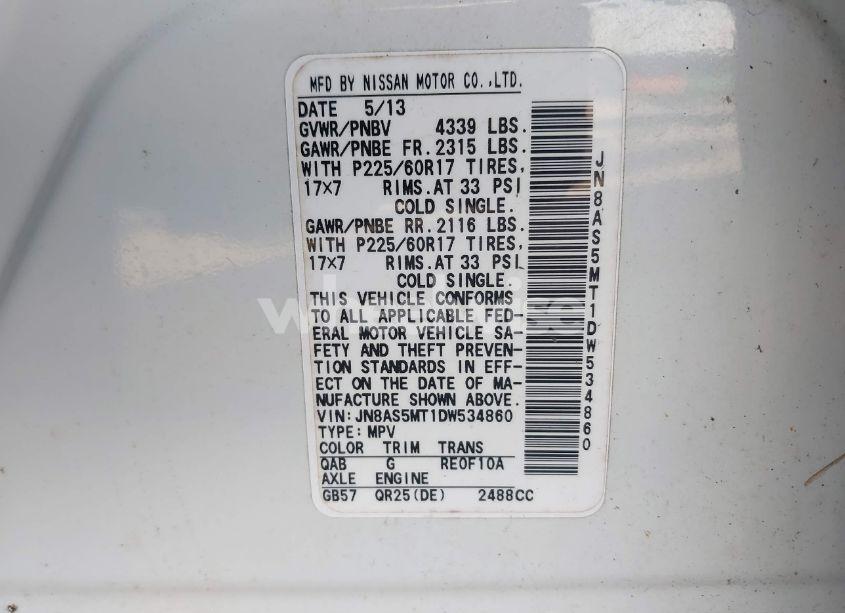 MFD BY NISSAN MOTOR CO.,LTD.
DATE 5/13
GVWR/PNBV 4339 LBS.
GAWR/PNBE FR.2315 LBS.
WITH P225/60R17 TIRES,
17×7 RIMS.AT 33 PSI
COLD SINGLE.
GAWR/PNBE RR.2116 LBS.
WITH P225/60R17 TIRES,
17×7 RIMS.AT 33 PSI
COLD SINGLE.
THIS VEHICLE CONFORMS
TO ALL APPLICABLE FED-
ERAL MOTOR VEHICLE SA-
FETY AND THEFT PREVEN-
TION STANDARDS IN EFF-
ECT ON THE DATE OF MA-
NUFACTURE SHOWN ABOVE.
VIN:JN8AS5MT1DW534860
TYPE:MPV
COLOR TRIM TRANS
QAB G RE0F10A
AXLE ENGINE
GB57 QR25(DE) 2488CC
JN8AS5MT1DW534860